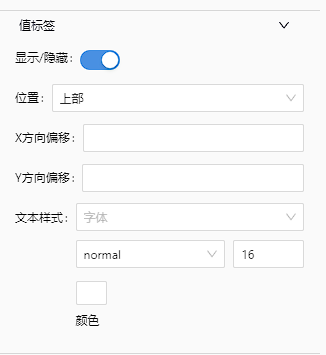 值标签
显示/隐藏:
位置: 上部
X方向偏移:
Y方向偏移:
文本样式: 字体
normal 16
颜色